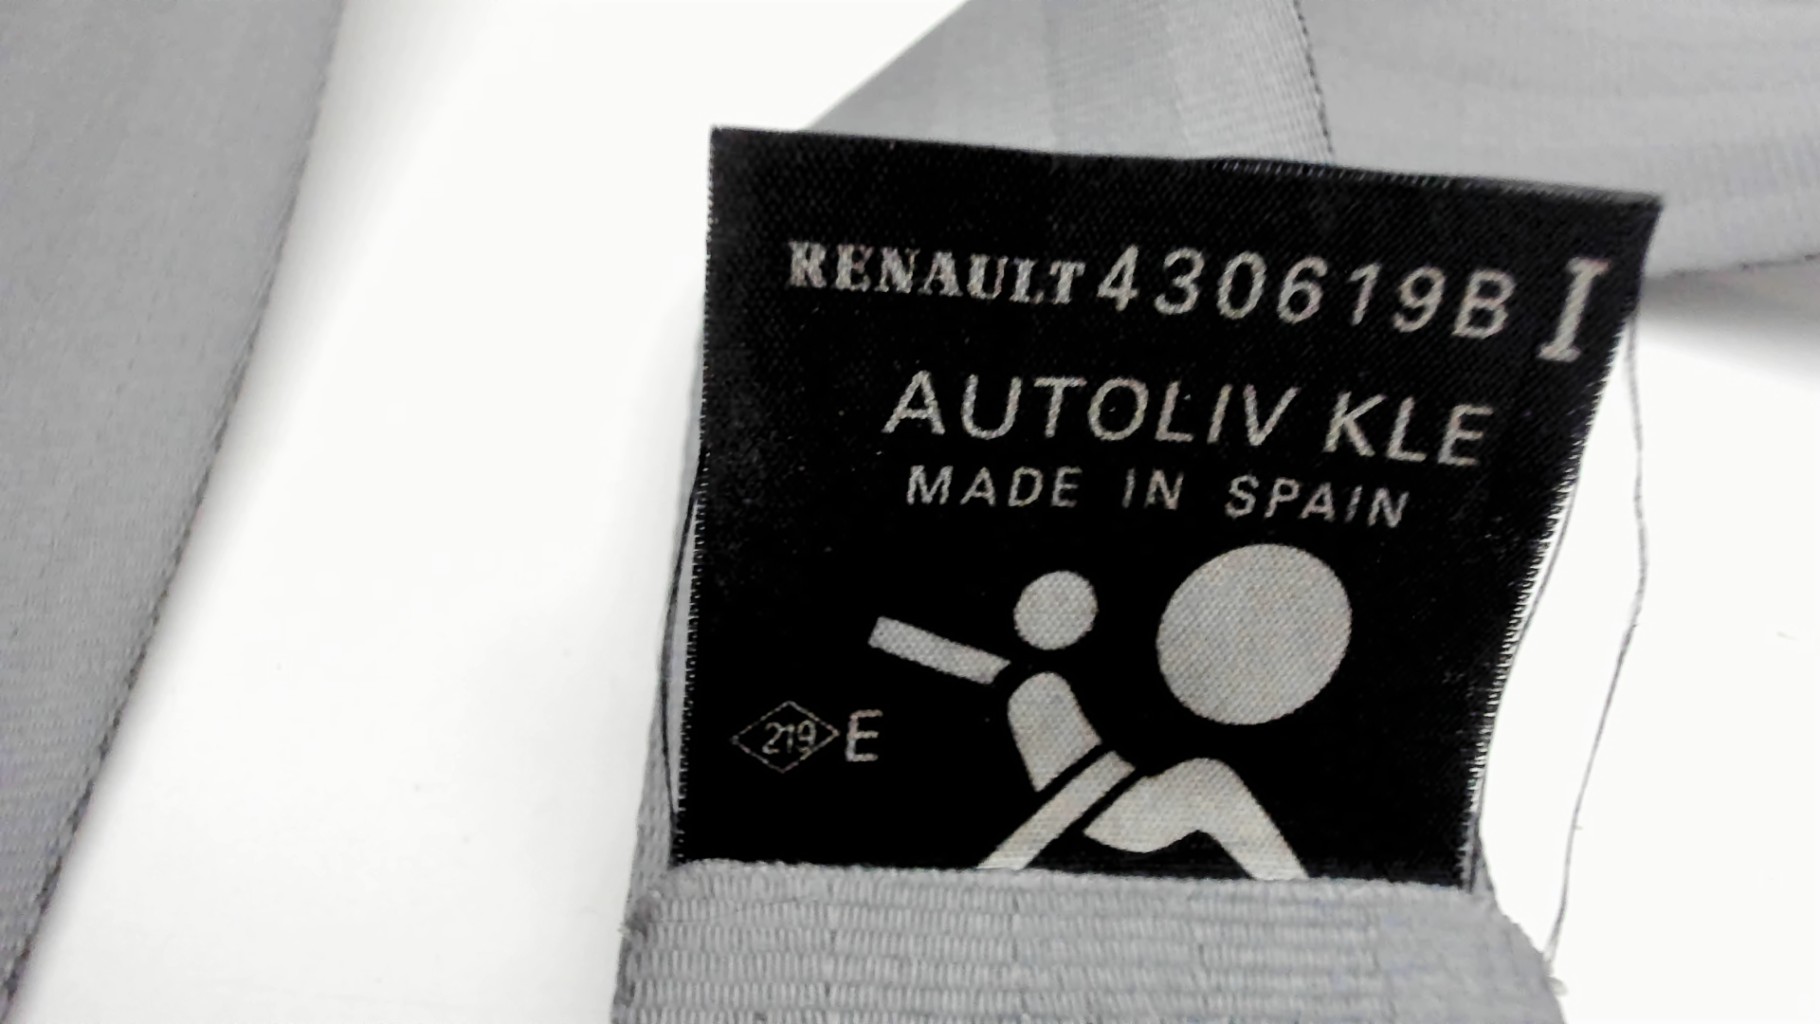 RENAULT 430619B I
AUTOLIV KLE
MADE IN SPAIN
219 E